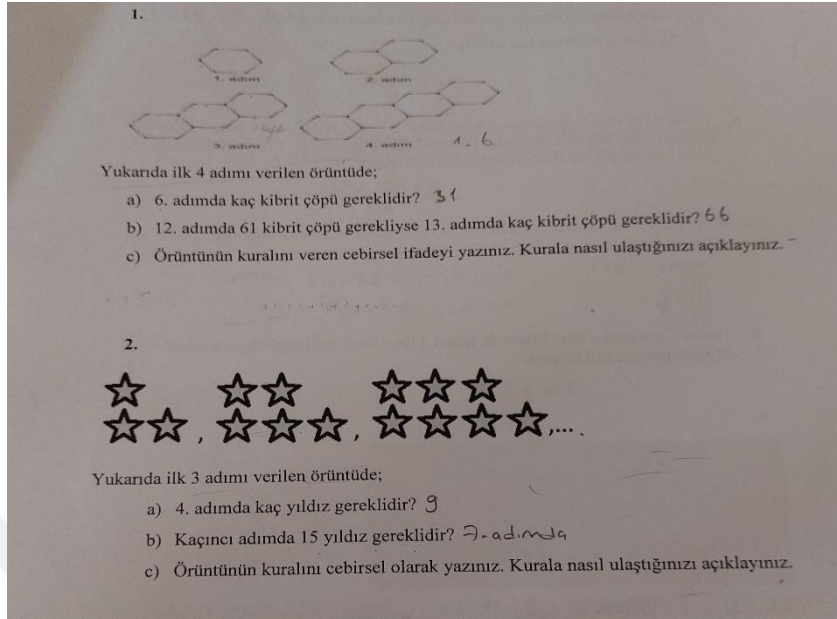 1.
1. adım 2. adım
3. adım 4. adım 1-6
Yukarıda ilk 4 adımı verilen örüntüde;
a) 6. adımda kaç kibrit çöpü gereklidir? 31
b) 12. adımda 61 kibrit çöpü gerekliyse 13. adımda kaç kibrit çöpü gereklidir? 66
c) Örüntünün kuralını veren cebirsel ifadeyi yazınız. Kurala nasıl ulaştığınızı açıklayınız.
2.
, , ,... .
Yukarıda ilk 3 adımı verilen örüntüde;
a) 4. adımda kaç yıldız gereklidir? 9
b) Kaçıncı adımda 15 yıldız gereklidir? 7-adımda
c) Örüntünün kuralını cebirsel olarak yazınız. Kurala nasıl ulaştığınızı açıklayınız.